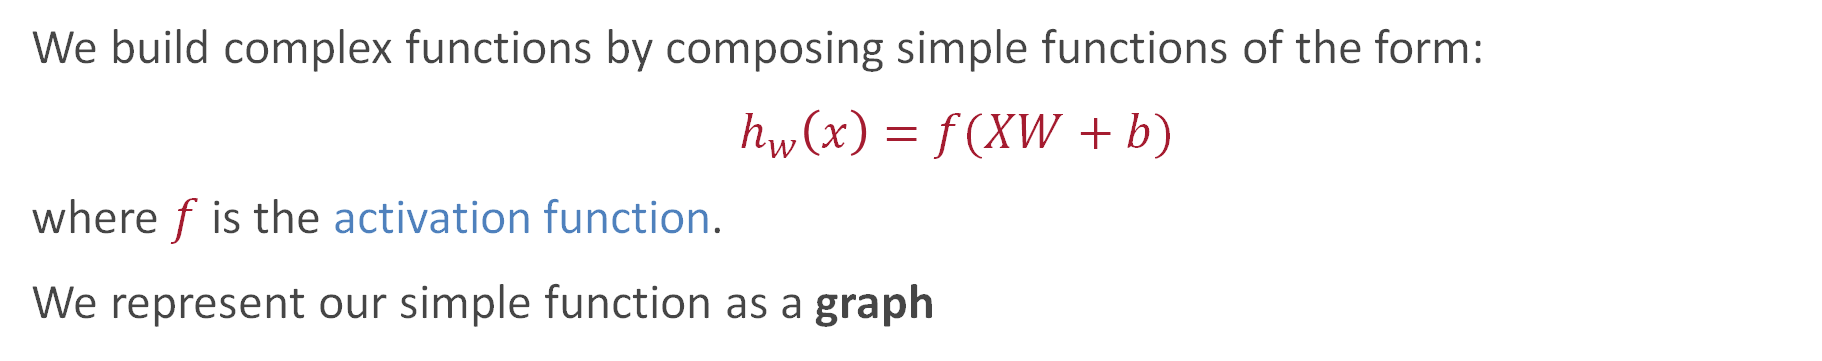 We build complex functions by composing simple functions of the form:
h_w(x) = f(XW + b)
where f is the activation function.
We represent our simple function as a graph